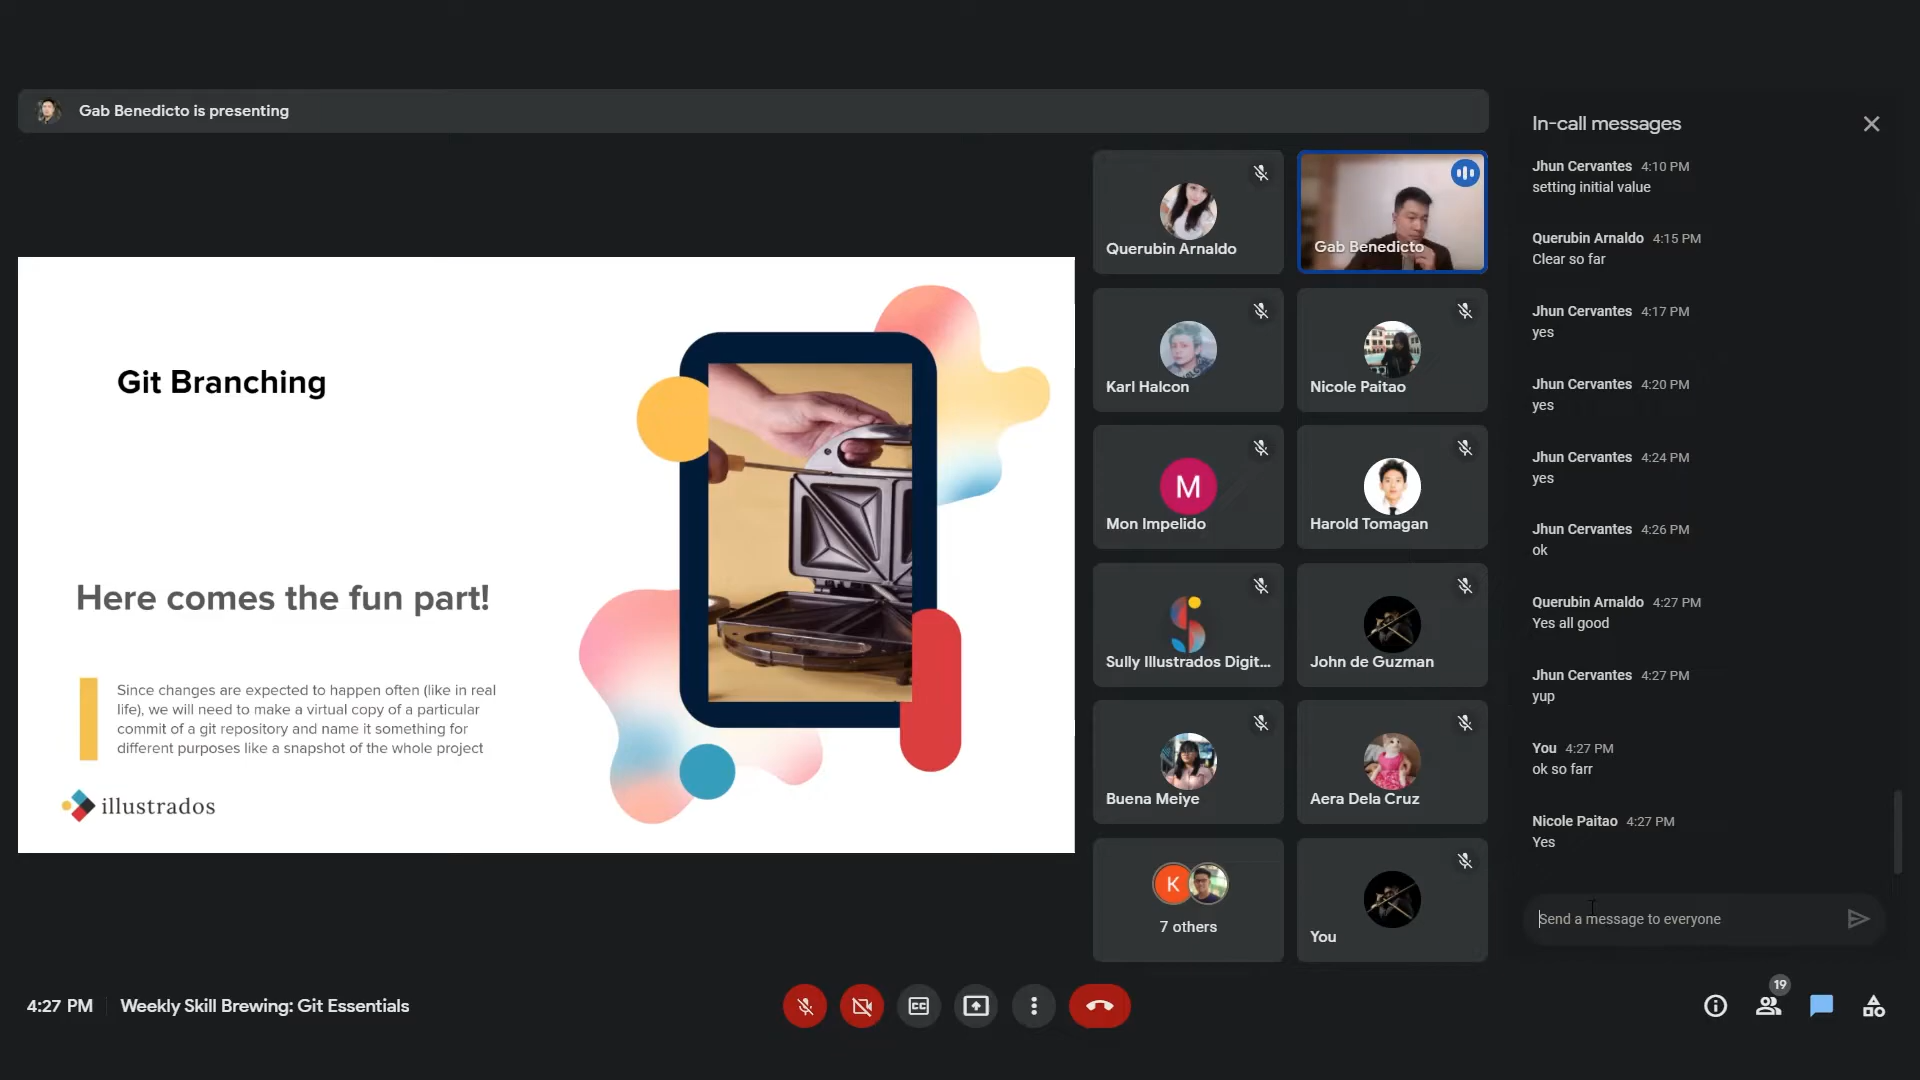 Gab Benedicto is presenting
Git Branching
Here comes the fun part!
Since changes are expected to happen often (like in real
life), we will need to make a virtual copy of a particular
commit of a git repository and name it something for
different purposes like a snapshot of the whole project
illustrados
Querubin Arnaldo
Gab Benedicto
Karl Halcon
Nicole Paitao
M
Mon Impelido
Harold Tomagan
Sully Illustrados Digit...
John de Guzman
Buena Meiye
Aera Dela Cruz
K
7 others
You
In-call messages
Jhun Cervantes 4:10 PM
setting initial value
Querubin Arnaldo 4:15 PM
Clear so far
Jhun Cervantes 4:17 PM
yes
Jhun Cervantes 4:20 PM
yes
Jhun Cervantes 4:24 PM
yes
Jhun Cervantes 4:26 PM
ok
Querubin Arnaldo 4:27 PM
Yes all good
Jhun Cervantes 4:27 PM
yup
You 4:27 PM
ok so farr
Nicole Paitao 4:27 PM
Yes
Send a message to everyone
4:27 PM Weekly Skill Brewing: Git Essentials
CC
19